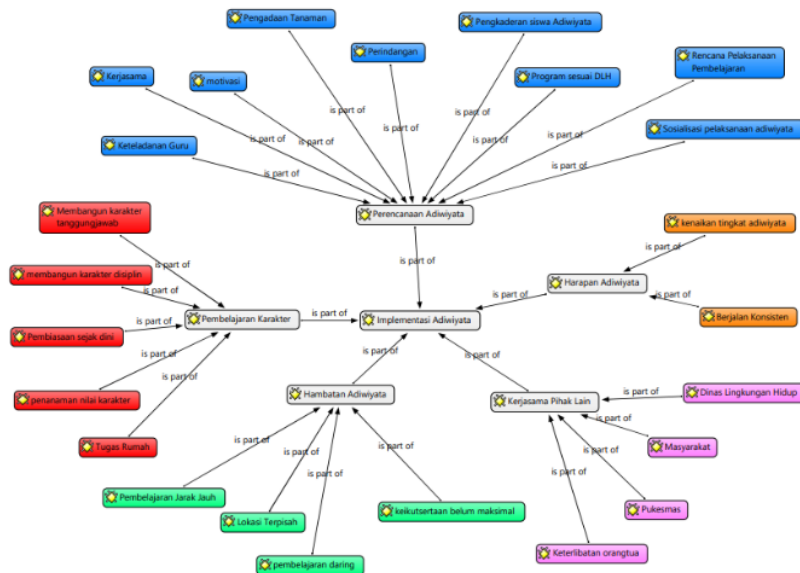 Pengadaan Tanaman
Pengkaderan siswa Adiwiyata
Perindangan
Rencana Pelaksanaan
Pembelajaran
Kerjasama
motivasi
Program sesuai DLH
is part of
is part of
is part of
is part of
is part of
is part of
is part of
Keteladanan Guru
Sosialisasi pelaksanaan adiwiyata
is part of
is part of
Perencanaan Adiwiyata
Membangun karakter
tanggungjawab
kenaikan tingkat adiwiyata
is part of
is part of
is part of
membangun karakter disiplin
Harapan Adiwiyata
is part of
is part of
is part of
Pembelajaran Karakter
is part of
Implementasi Adiwiyata
Berjalan Konsisten
is part of
Pembiasaan sejak dini
is part of
is part of
is part of
is part of
penanaman nilai karakter
Hambatan Adiwiyata
Kerjasama Pihak Lain
is part of
Dinas Lingkungan Hidup
is part of
Tugas Rumah
is part of
Masyarakat
is part of
is part of
is part of
is part of
is part of
Pembelajaran Jarak Jauh
Lokasi Terpisah
keikutsertaan belum maksimal
Pukesmas
pembelajaran daring
Keterlibatan orangtua